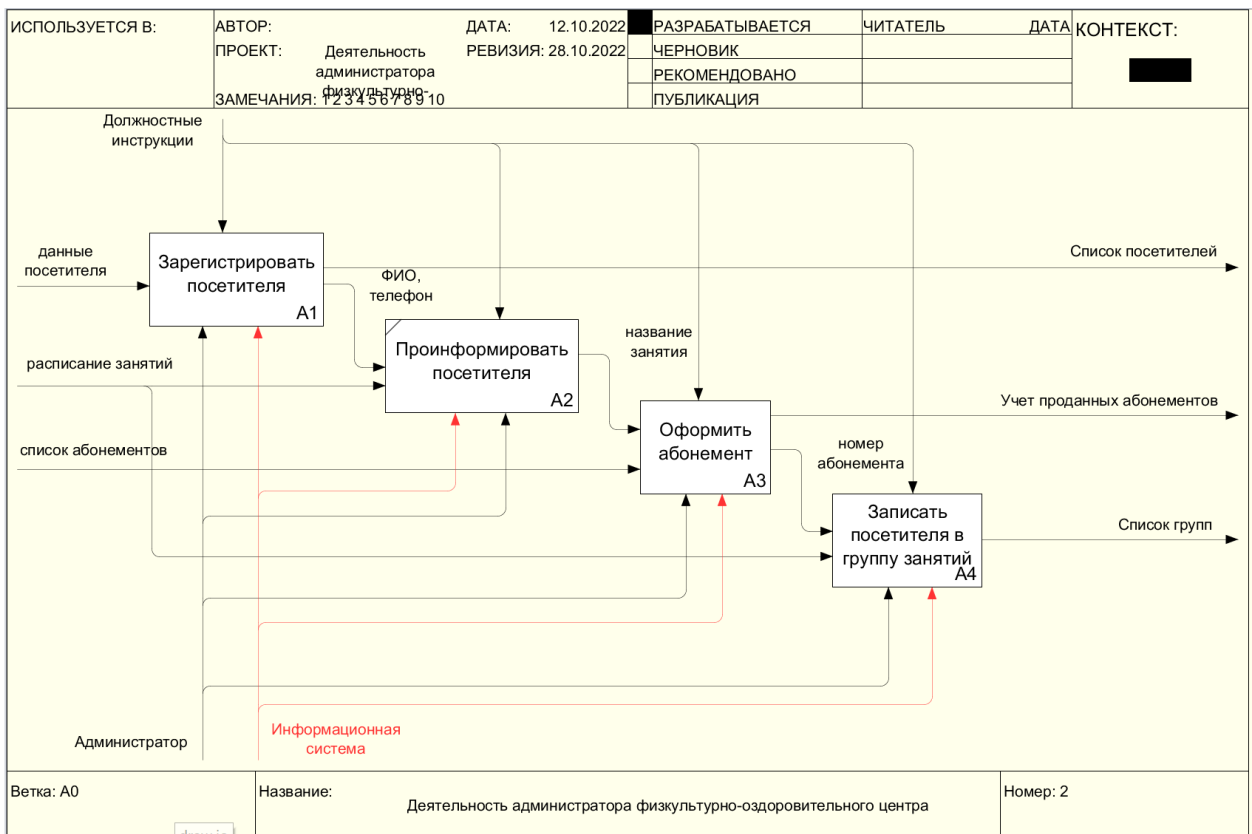 ИСПОЛЬЗУЕТСЯ В:
АВТОР:
ДАТА: 12.10.2022
РАЗРАБАТЫВАЕТСЯ
ЧИТАТЕЛЬ
ДАТА
КОНТЕКСТ:
ПРОЕКТ: Деятельность
администратора
физкультурно-
РЕВИЗИЯ: 28.10.2022
ЧЕРНОВИК
РЕКОМЕНДОВАНО
ЗАМЕЧАНИЯ: 1 2 3 4 5 6 7 8 9 10
ПУБЛИКАЦИЯ
Должностные
инструкции
данные
посетителя
Зарегистрировать
посетителя
A1
Список посетителей
ФИО,
телефон
расписание занятий
Проинформировать
посетителя
A2
название
занятия
Учет проданных абонементов
список абонементов
Оформить
абонемент
A3
номер
абонемента
Записать
посетителя в
группу занятий
A4
Список групп
Администратор
Информационная
система
Ветка: A0
Название:
Деятельность администратора физкультурно-оздоровительного центра
Номер: 2